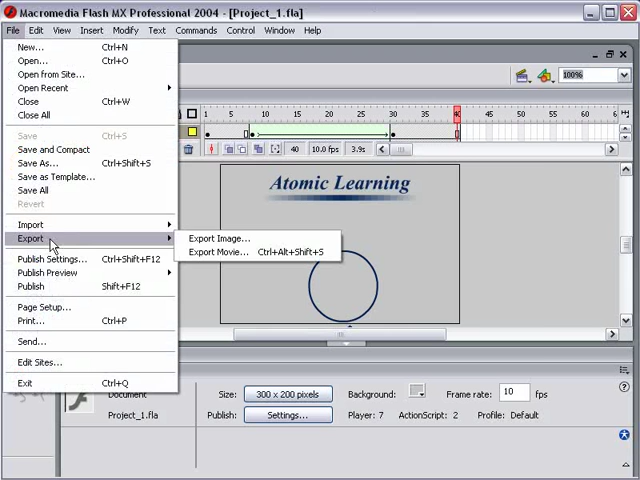 Macromedia Flash MX Professional 2004 - [Project_1.fla]
File Edit View Insert Modify Text Commands Control Window Help
New... Ctrl+N
Open... Ctrl+O
Open from Site...
Open Recent
Close Ctrl+W
Close All
Save Ctrl+S
Save and Compact
Save As... Ctrl+Shift+S
Save as Template...
Save All
Revert
Import
Export
Publish Settings... Ctrl+Shift+F12
Publish Preview
Publish Shift+F12
Page Setup...
Print... Ctrl+P
Send...
Edit Sites...
Exit Ctrl+Q
Export Image...
Export Movie... Ctrl+Alt+Shift+S
100%
1 5 10 15 20 25 30 35 40 45 50 55 60 6
40 10.0 fps 3.9s
Atomic Learning
Document
Project_1.fla
Size: 300 x 200 pixels Background: Frame rate: 10 fps
Publish: Settings... Player: 7 ActionScript: 2 Profile: Default